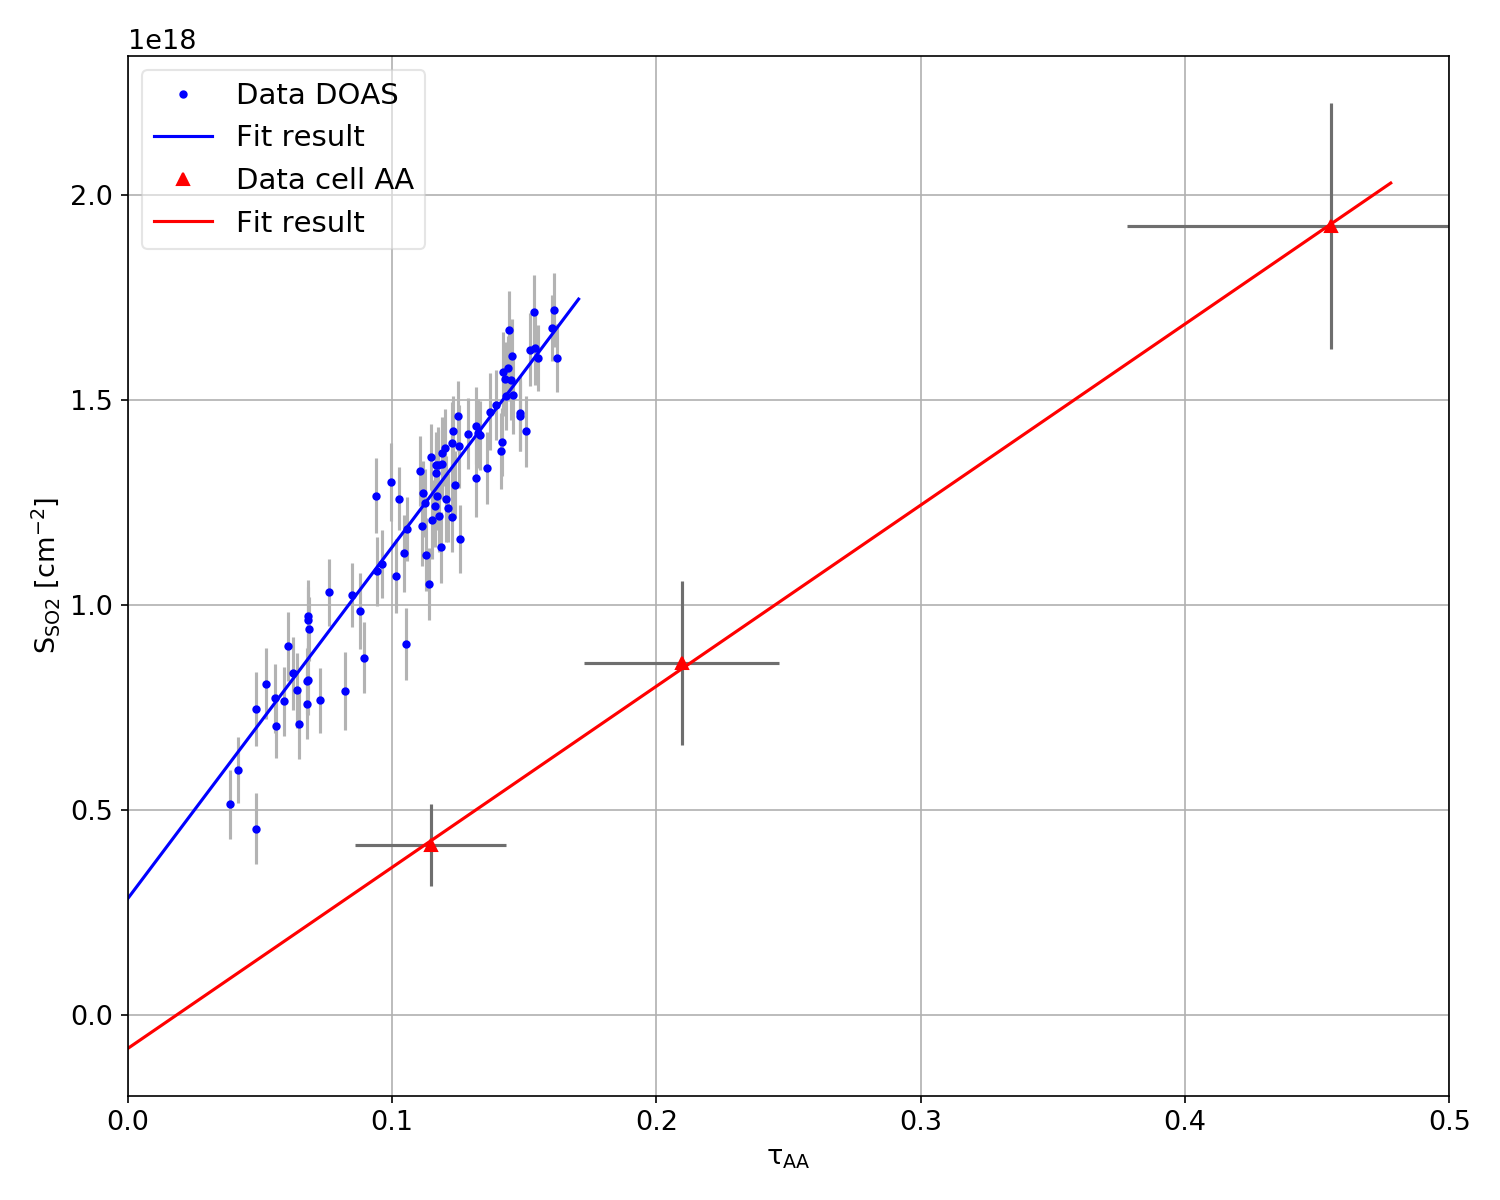 1e18
Data DOAS
Fit result
Data cell AA
Fit result
2.0
1.5
1.0
0.5
0.0
S_SO2 [cm⁻²]
0.0 0.1 0.2 0.3 0.4 0.5
τ_AA